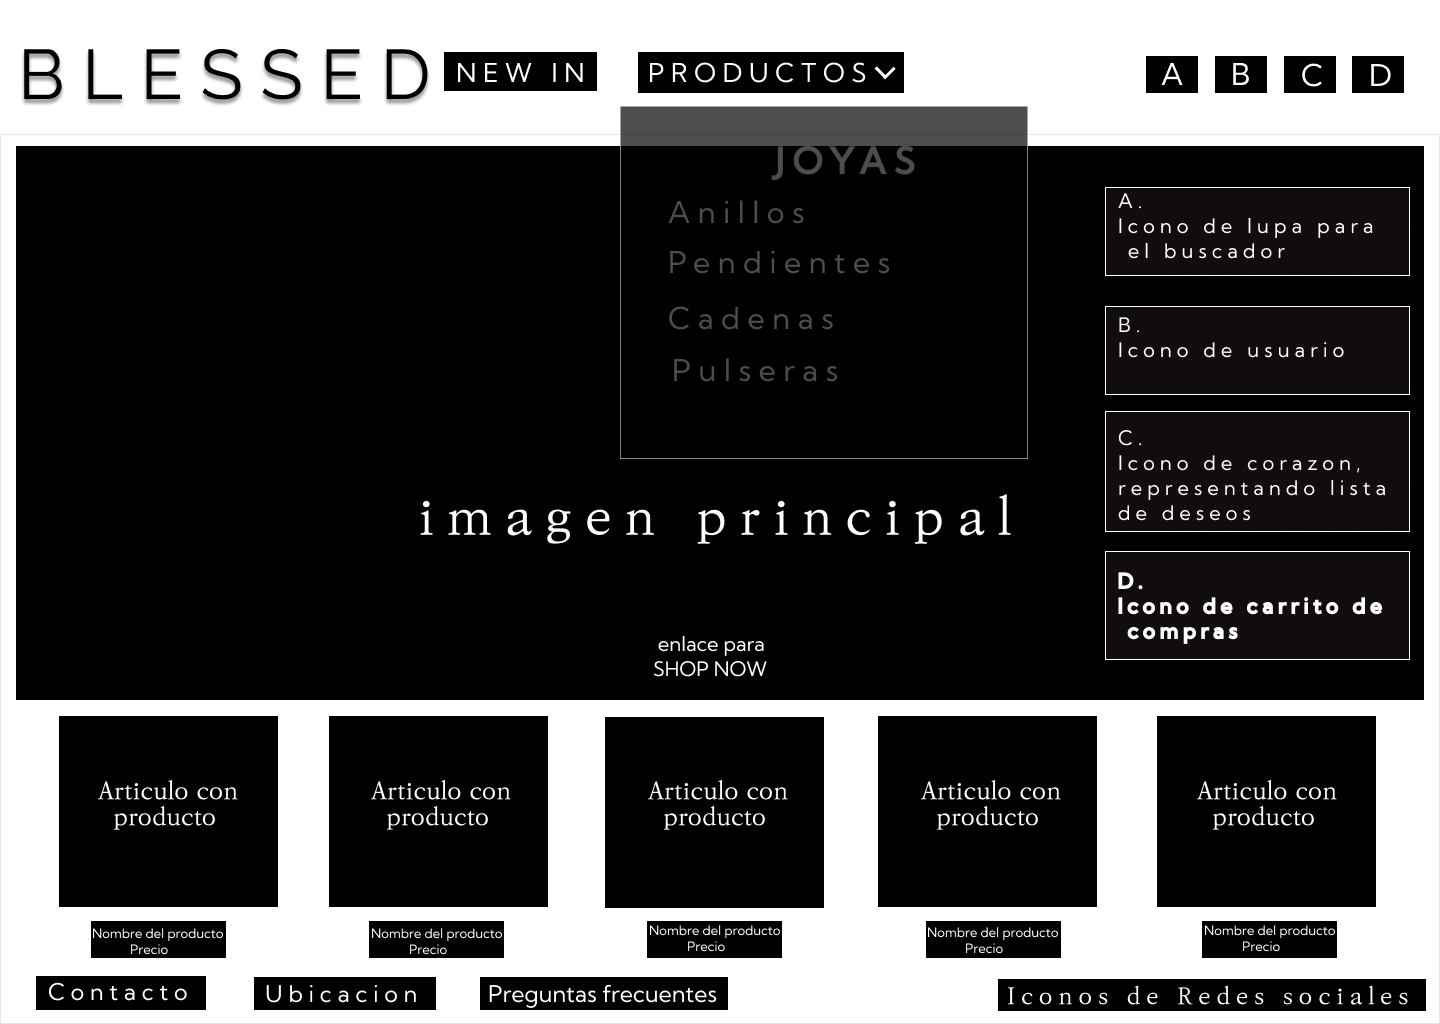 BLESSED
NEW IN
PRODUCTOS
A
B
C
D
JOYAS
Anillos
Pendientes
Cadenas
Pulseras
A.
Icono de lupa para
el buscador
B.
Icono de usuario
C.
Icono de corazon,
representando lista
de deseos
D.
Icono de carrito de
compras
imagen principal
enlace para
SHOP NOW
Articulo con
producto
Articulo con
producto
Articulo con
producto
Articulo con
producto
Articulo con
producto
Nombre del producto
Precio
Nombre del producto
Precio
Nombre del producto
Precio
Nombre del producto
Precio
Nombre del producto
Precio
Contacto
Ubicacion
Preguntas frecuentes
Iconos de Redes sociales